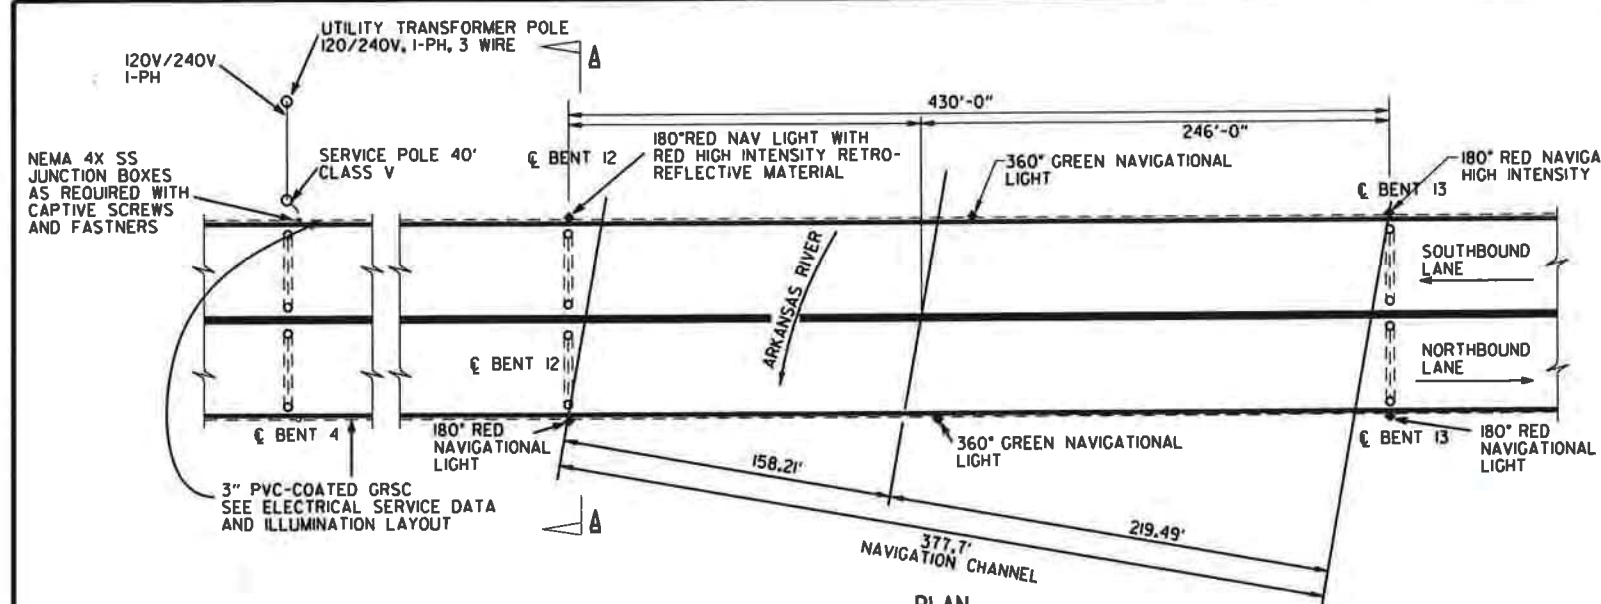 UTILITY TRANSFORMER POLE
120/240V, 1-PH, 3 WIRE
120V/240V
1-PH
A
430'-0"
246'-0"
NEMA 4X SS
JUNCTION BOXES
AS REQUIRED WITH
CAPTIVE SCREWS
AND FASTNERS
SERVICE POLE 40'
CLASS V
℄ BENT 12
180°RED NAV LIGHT WITH
RED HIGH INTENSITY RETRO-
REFLECTIVE MATERIAL
360° GREEN NAVIGATIONAL
LIGHT
180° RED NAVIGA
HIGH INTENSITY
℄ BENT 13
ARKANSAS RIVER
SOUTHBOUND
LANE
NORTHBOUND
LANE
℄ BENT 12
℄ BENT 4
180° RED
NAVIGATIONAL
LIGHT
360° GREEN NAVIGATIONAL
LIGHT
℄ BENT 13
180° RED
NAVIGATIONAL
LIGHT
3" PVC-COATED GRSC
SEE ELECTRICAL SERVICE DATA
AND ILLUMINATION LAYOUT
A
158.21'
219.49'
377.7'
NAVIGATION CHANNEL
PLAN